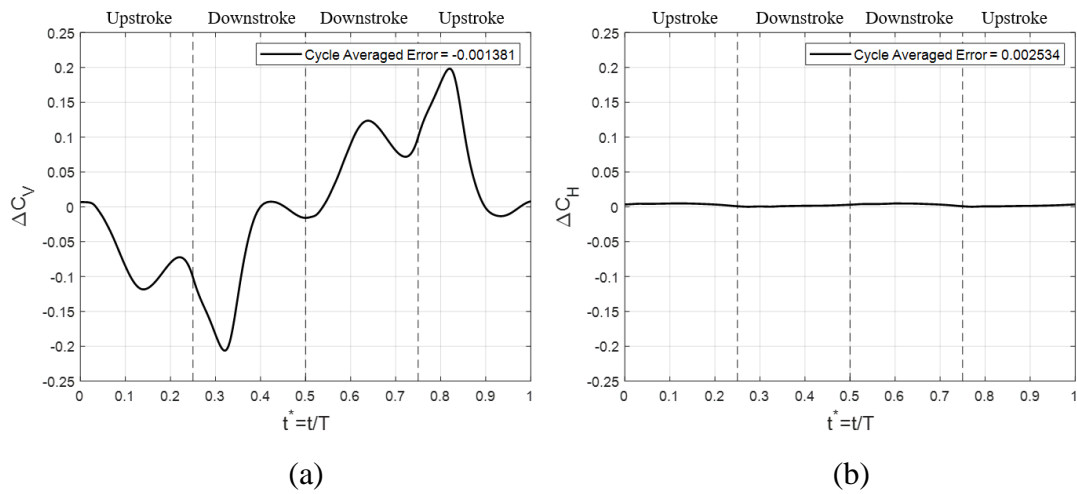 Upstroke Downstroke Downstroke Upstroke
Cycle Averaged Error = -0.001381
0.25
0.2
0.15
0.1
0.05
0
-0.05
-0.1
-0.15
-0.2
-0.25
ΔC_V
0 0.1 0.2 0.3 0.4 0.5 0.6 0.7 0.8 0.9 1
t*=t/T
(a)
Upstroke Downstroke Downstroke Upstroke
Cycle Averaged Error = 0.002534
0.25
0.2
0.15
0.1
0.05
0
-0.05
-0.1
-0.15
-0.2
-0.25
ΔC_H
0 0.1 0.2 0.3 0.4 0.5 0.6 0.7 0.8 0.9 1
t*=t/T
(b)